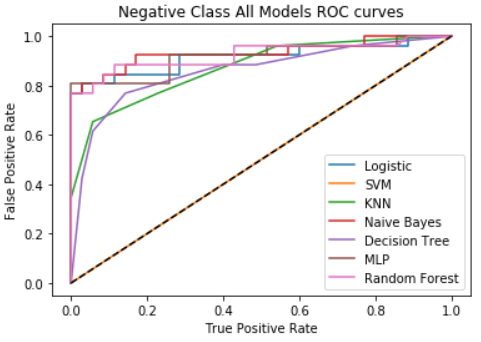 Negative Class All Models ROC curves
False Positive Rate
1.0
0.8
0.6
0.4
0.2
0.0
Logistic
SVM
KNN
Naive Bayes
Decision Tree
MLP
Random Forest
0.0 0.2 0.4 0.6 0.8 1.0
True Positive Rate